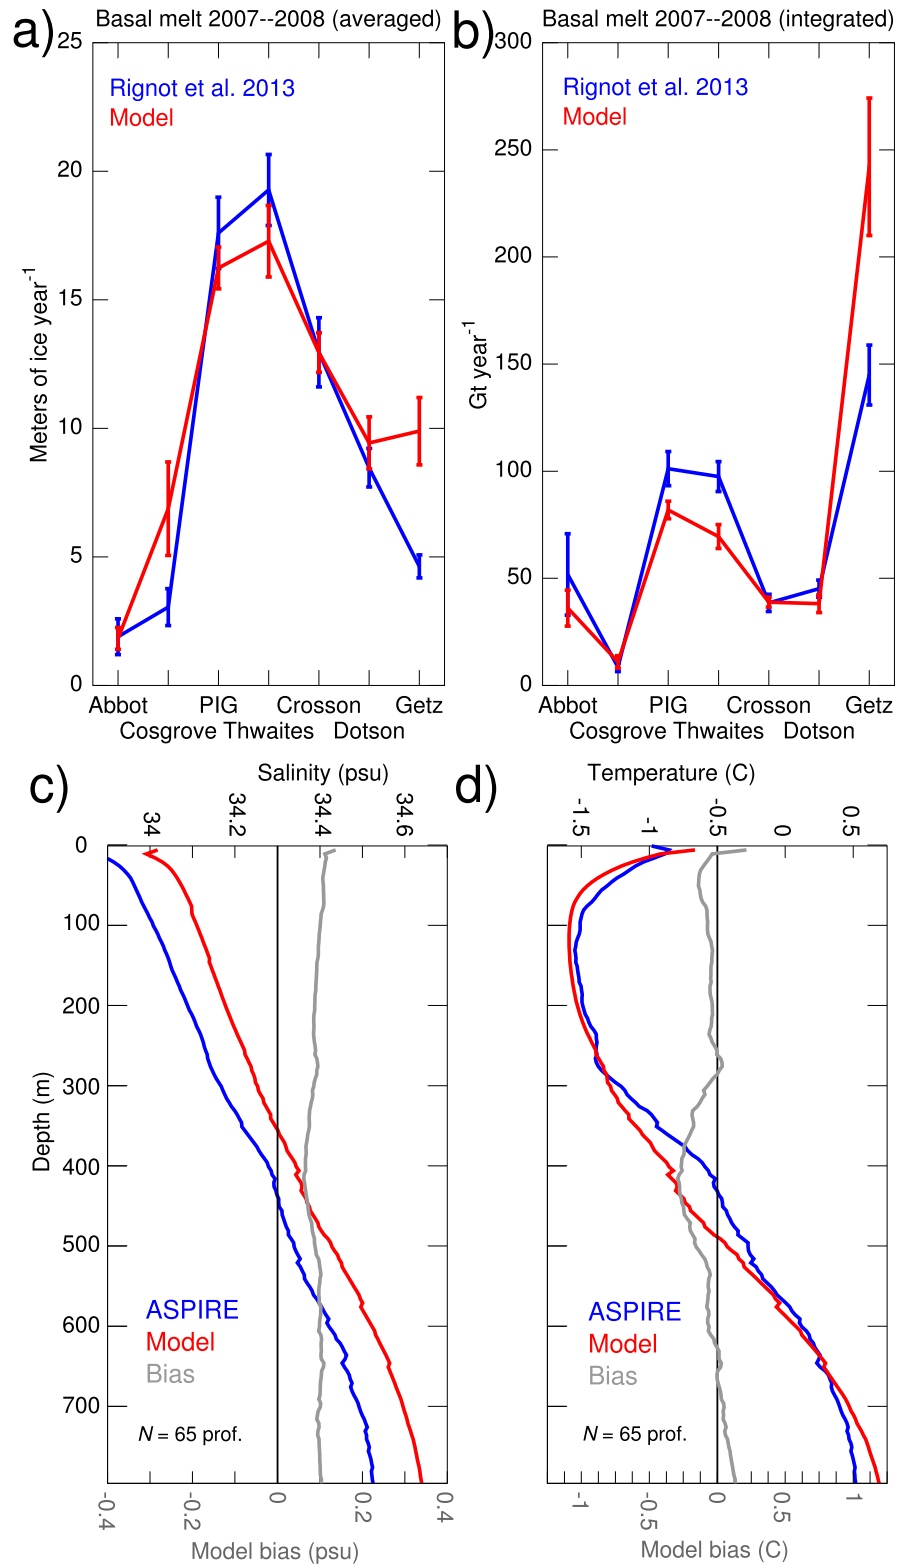 a)
Basal melt 2007--2008 (averaged)
25
20
15
10
5
0
Meters of ice year-1
Rignot et al. 2013
Model
Abbot
PIG
Crosson
Getz
Cosgrove
Thwaites
Dotson
b)
Basal melt 2007--2008 (integrated)
300
250
200
150
100
50
0
Gt year-1
Rignot et al. 2013
Model
Abbot
PIG
Crosson
Getz
Cosgrove
Thwaites
Dotson
c)
Salinity (psu)
34
34.2
34.4
34.6
0
100
200
300
400
500
600
700
Depth (m)
ASPIRE
Model
Bias
N = 65 prof.
-0.4
-0.2
0
0.2
0.4
Model bias (psu)
d)
Temperature (C)
-1.5
-1
-0.5
0
0.5
ASPIRE
Model
Bias
N = 65 prof.
-1
-0.5
0
0.5
1
Model bias (C)